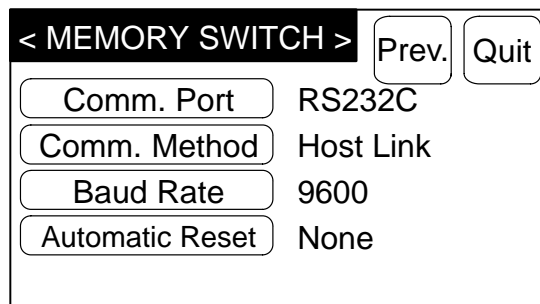 < MEMORY SWITCH > Prev. Quit
Comm. Port RS232C
Comm. Method Host Link
Baud Rate 9600
Automatic Reset None